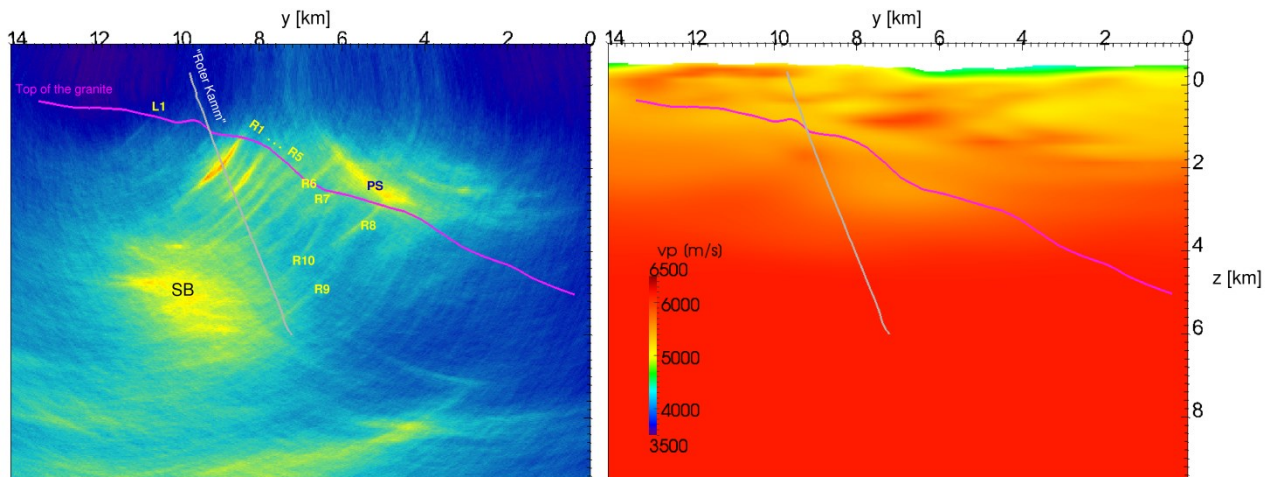 y [km]
14 12 10 8 6 4 2 0
"Roter Kamm"
Top of the granite
L1
R1 . . .
R5
R6
R7
PS
R8
R10
R9
SB
y [km]
14 12 10 8 6 4 2 0
0
2
4
z [km]
6
8
vp (m/s)
6500
6000
5000
4000
3500